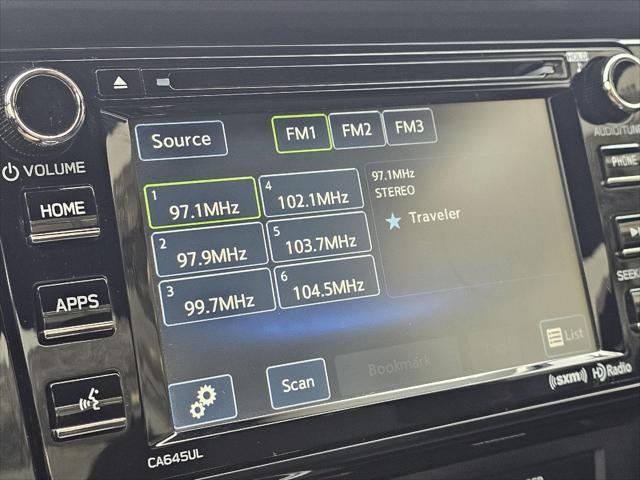 AUDIO/TUNE
VOLUME
HOME
APPS
PHONE
SEEK
Source
FM1 FM2 FM3
1 97.1MHz
2 97.9MHz
3 99.7MHz
4 102.1MHz
5 103.7MHz
6 104.5MHz
97.1MHz
STEREO
Traveler
Scan
Bookmark
List
((sxm)) HD Radio
CA645UL